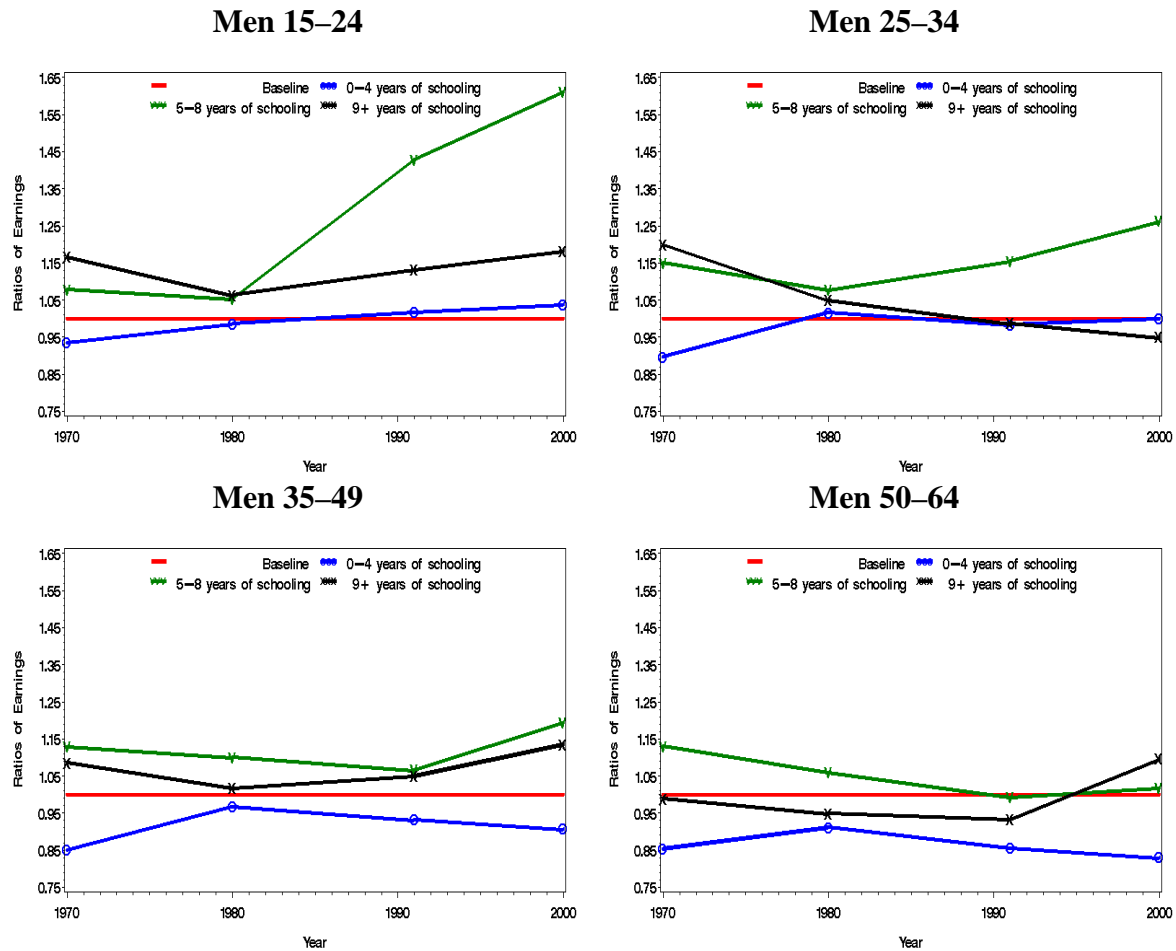 Men 15–24
1.65
1.55
1.45
1.35
1.25
1.15
1.05
0.95
0.85
0.75
Ratios of Earnings
Baseline 0–4 years of schooling
5–8 years of schooling 9+ years of schooling
1970 1980 1990 2000
Year
Men 25–34
1.65
1.55
1.45
1.35
1.25
1.15
1.05
0.95
0.85
0.75
Ratios of Earnings
Baseline 0–4 years of schooling
5–8 years of schooling 9+ years of schooling
1970 1980 1990 2000
Year
Men 35–49
1.65
1.55
1.45
1.35
1.25
1.15
1.05
0.95
0.85
0.75
Ratios of Earnings
Baseline 0–4 years of schooling
5–8 years of schooling 9+ years of schooling
1970 1980 1990 2000
Year
Men 50–64
1.65
1.55
1.45
1.35
1.25
1.15
1.05
0.95
0.85
0.75
Ratios of Earnings
Baseline 0–4 years of schooling
5–8 years of schooling 9+ years of schooling
1970 1980 1990 2000
Year